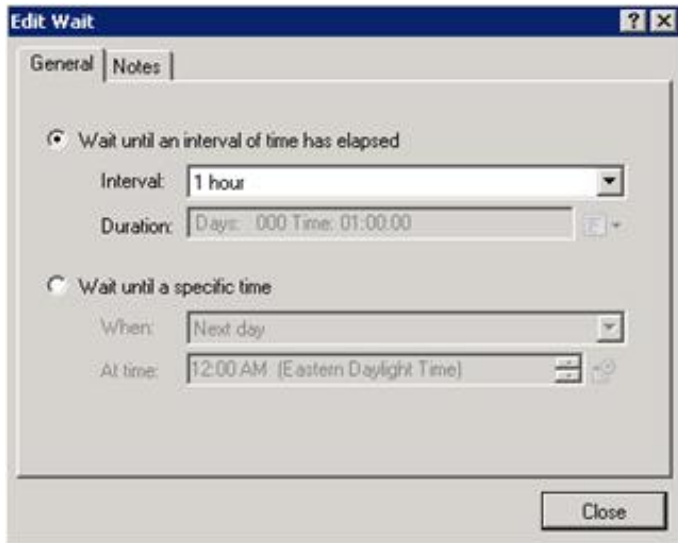 Edit Wait
General Notes
Wait until an interval of time has elapsed
Interval: 1 hour
Duration: Days: 000 Time: 01:00:00
Wait until a specific time
When: Next day
At time: 12:00 AM (Eastern Daylight Time)
Close